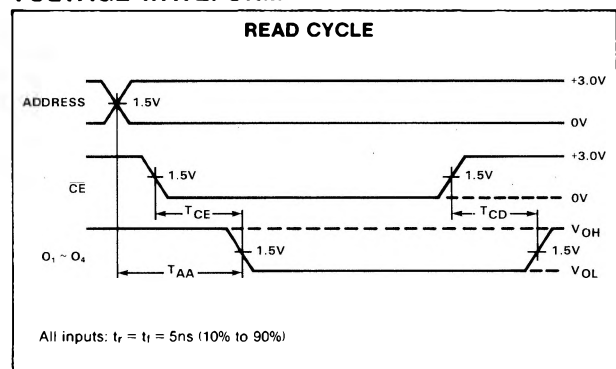 READ CYCLE
ADDRESS
1.5V
+3.0V
0V
CE
1.5V
1.5V
+3.0V
0V
TCE
TCD
O1 ~ O4
1.5V
1.5V
VOH
VOL
TAA
All inputs: tr = tf = 5ns (10% to 90%)